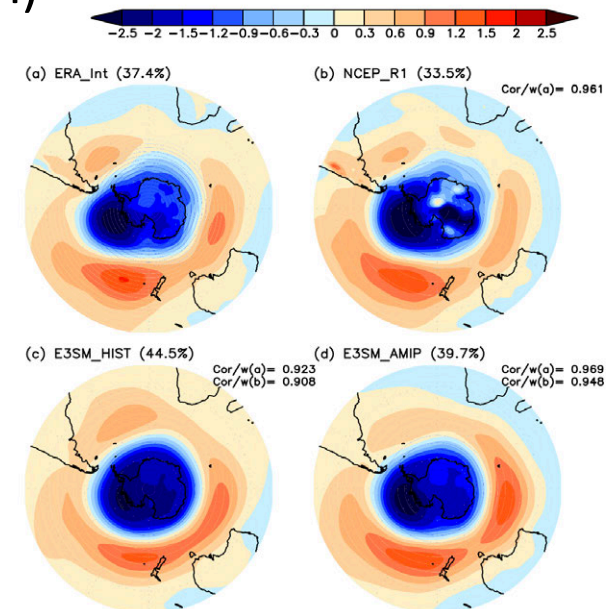 -2.5 -2 -1.5 -1.2 -0.9 -0.6 -0.3 0 0.3 0.6 0.9 1.2 1.5 2 2.5
(a) ERA_Int (37.4%)
(b) NCEP_R1 (33.5%)
Cor/w(a)= 0.961
(c) E3SM_HIST (44.5%)
Cor/w(a)= 0.923
Cor/w(b)= 0.908
(d) E3SM_AMIP (39.7%)
Cor/w(a)= 0.969
Cor/w(b)= 0.948